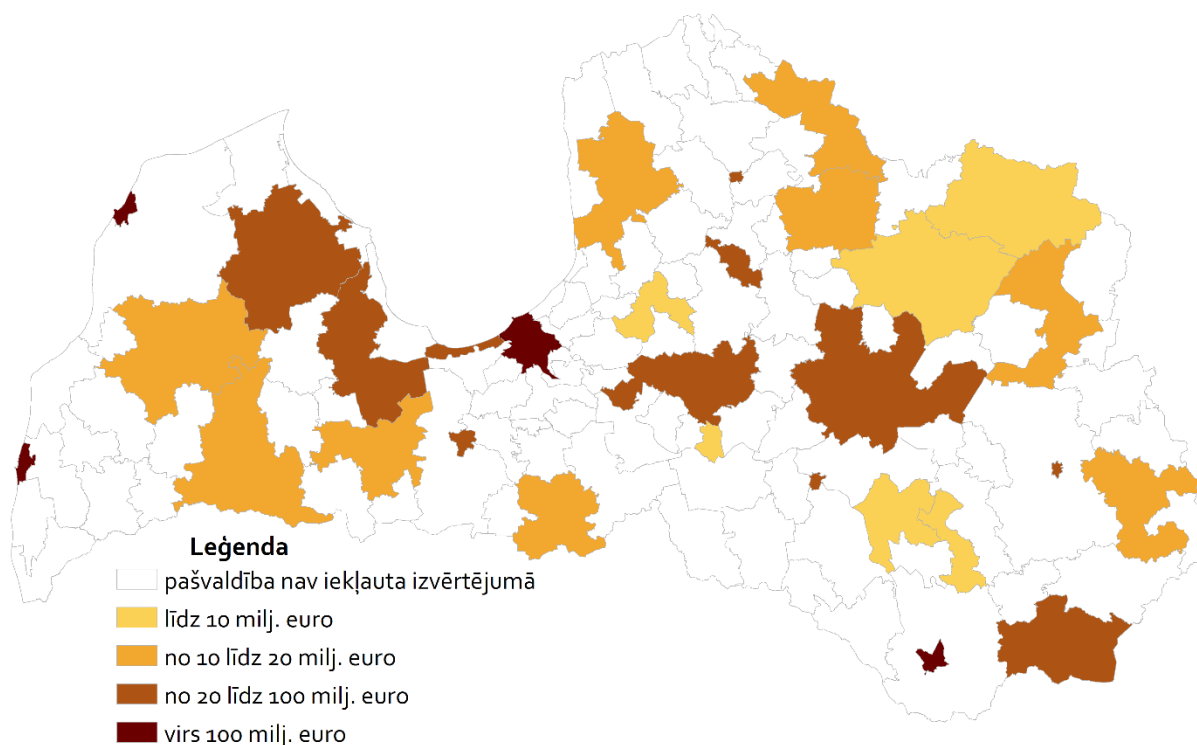 Leģenda
pašvaldība nav iekļauta izvērtējumā
līdz 10 milj. euro
no 10 līdz 20 milj. euro
no 20 līdz 100 milj. euro
virs 100 milj. euro